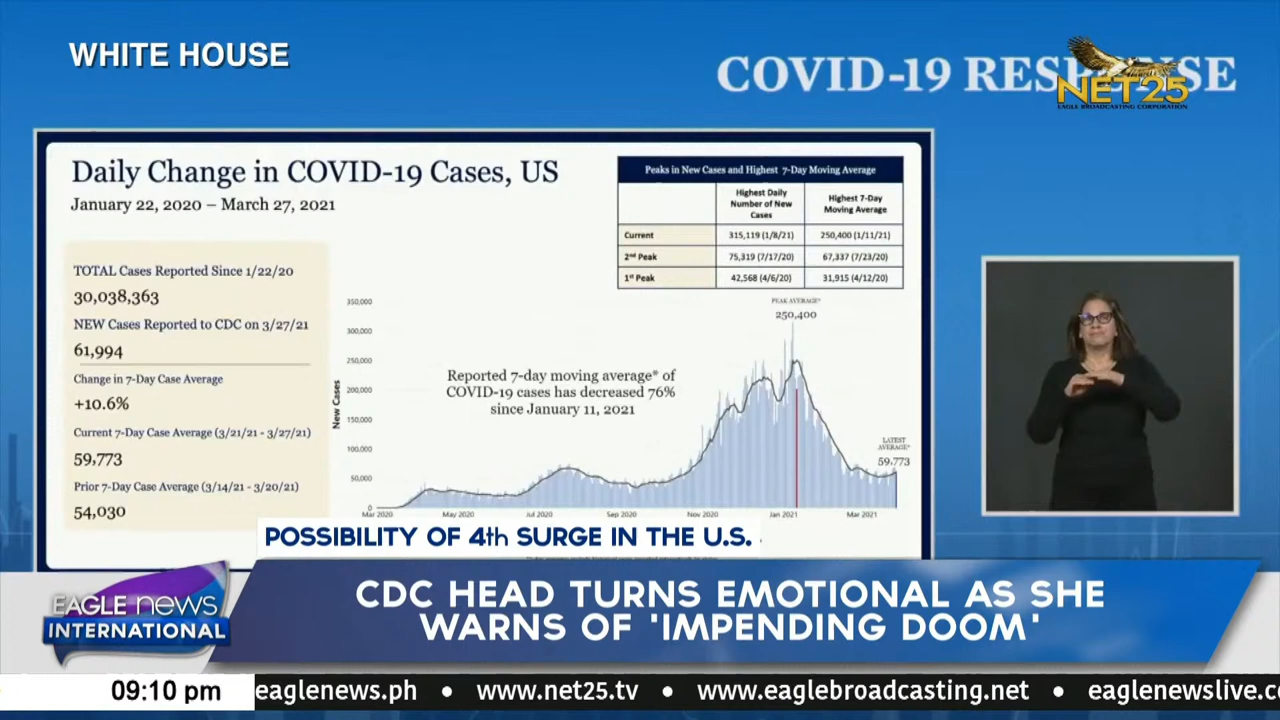 WHITE HOUSE
COVID-19 RESPONSE
NET25
EAGLE BROADCASTING CORPORATION
Daily Change in COVID-19 Cases, US
January 22, 2020 – March 27, 2021
Peaks in New Cases and Highest 7-Day Moving Average
Highest Daily Number of New Cases
Highest 7-Day Moving Average
Current 315,119 (1/8/21) 250,400 (1/11/21)
2nd Peak 75,319 (7/17/20) 67,337 (7/23/20)
1st Peak 42,568 (4/6/20) 31,915 (4/12/20)
TOTAL Cases Reported Since 1/22/20
30,038,363
NEW Cases Reported to CDC on 3/27/21
61,994
Change in 7-Day Case Average
+10.6%
Current 7-Day Case Average (3/21/21 - 3/27/21)
59,773
Prior 7-Day Case Average (3/14/21 - 3/20/21)
54,030
New Cases
350,000
300,000
250,000
200,000
150,000
100,000
50,000
0
Mar 2020 May 2020 Jul 2020 Sep 2020 Nov 2020 Jan 2021 Mar 2021
PEAK AVERAGE*
250,400
Reported 7-day moving average* of
COVID-19 cases has decreased 76%
since January 11, 2021
LATEST
AVERAGE*
59,773
POSSIBILITY OF 4th SURGE IN THE U.S.
CDC HEAD TURNS EMOTIONAL AS SHE
WARNS OF 'IMPENDING DOOM'
EAGLE news
INTERNATIONAL
09:10 pm eaglenews.ph • www.net25.tv • www.eaglebroadcasting.net • eaglenewslive.c